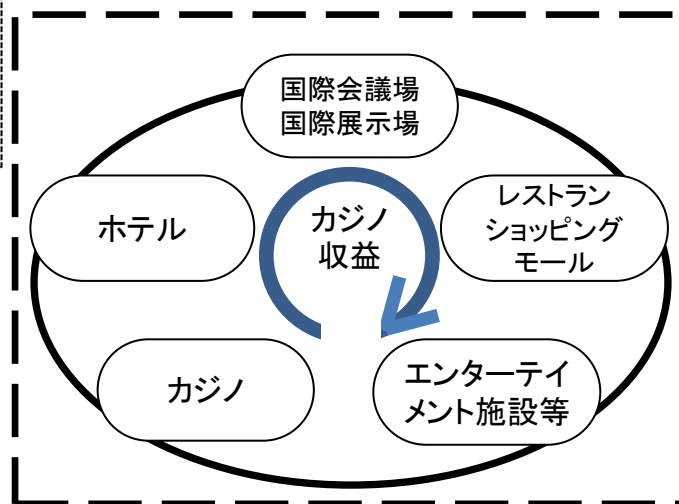 国際会議場
国際展示場
ホテル
カジノ
収益
レストラン
ショッピング
モール
カジノ
エンターテイ
メント施設等